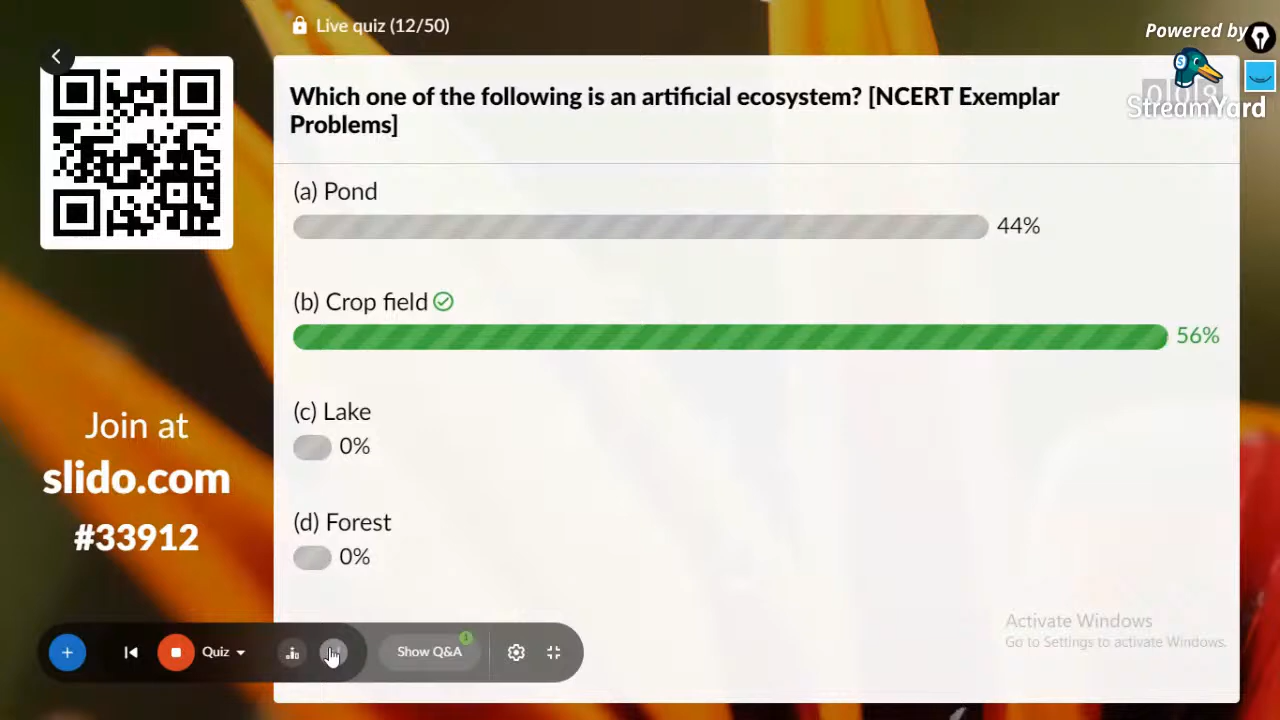 Live quiz (12/50)
Powered by
StreamYard
Which one of the following is an artificial ecosystem? [NCERT Exemplar
Problems]
(a) Pond
44%
(b) Crop field
56%
(c) Lake
0%
(d) Forest
0%
Join at
slido.com
#33912
Quiz
Show Q&A
1
Activate Windows
Go to Settings to activate Windows.